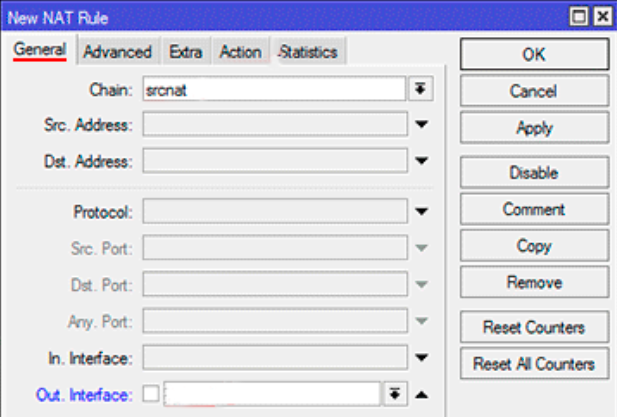 New NAT Rule
General Advanced Extra Action Statistics
Chain: srcnat
Src. Address:
Dst. Address:
Protocol:
Src. Port:
Dst. Port:
Any. Port:
In. Interface:
Out. Interface:
OK
Cancel
Apply
Disable
Comment
Copy
Remove
Reset Counters
Reset All Counters